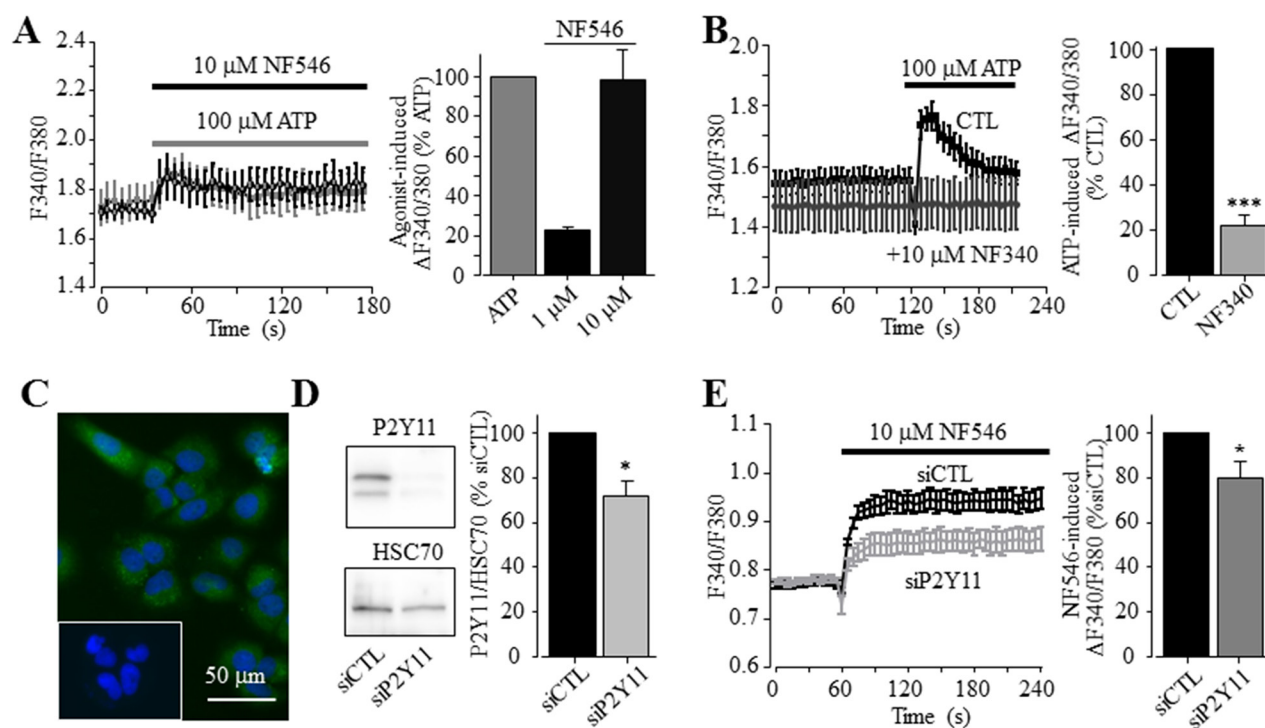 A
2.4
2.2
2.0
1.8
1.6
1.4
F340/F380
10 µM NF546
100 µM ATP
0 60 120 180
Time (s)
Agonist-induced
ΔF340/380 (% ATP)
100
80
60
40
20
0
NF546
ATP
1 µM
10 µM
B
2.0
1.8
1.6
1.4
1.2
1.0
F340/F380
100 µM ATP
CTL
+10 µM NF340
0 60 120 180 240
Time (s)
ATP-induced ΔF340/380
(% CTL)
100
80
60
40
20
0
***
CTL
NF340
C
50 µm
D
P2Y11
HSC70
siCTL
siP2Y11
P2Y11/HSC70 (% siCTL)
100
80
60
40
20
0
*
siCTL
siP2Y11
E
1.0
0.9
0.8
0.7
0.6
F340/F380
10 µM NF546
siCTL
siP2Y11
0 60 120 180 240
Time (s)
NF546-induced
ΔF340/F380 (%siCTL)
100
80
60
40
20
0
*
siCTL
siP2Y11